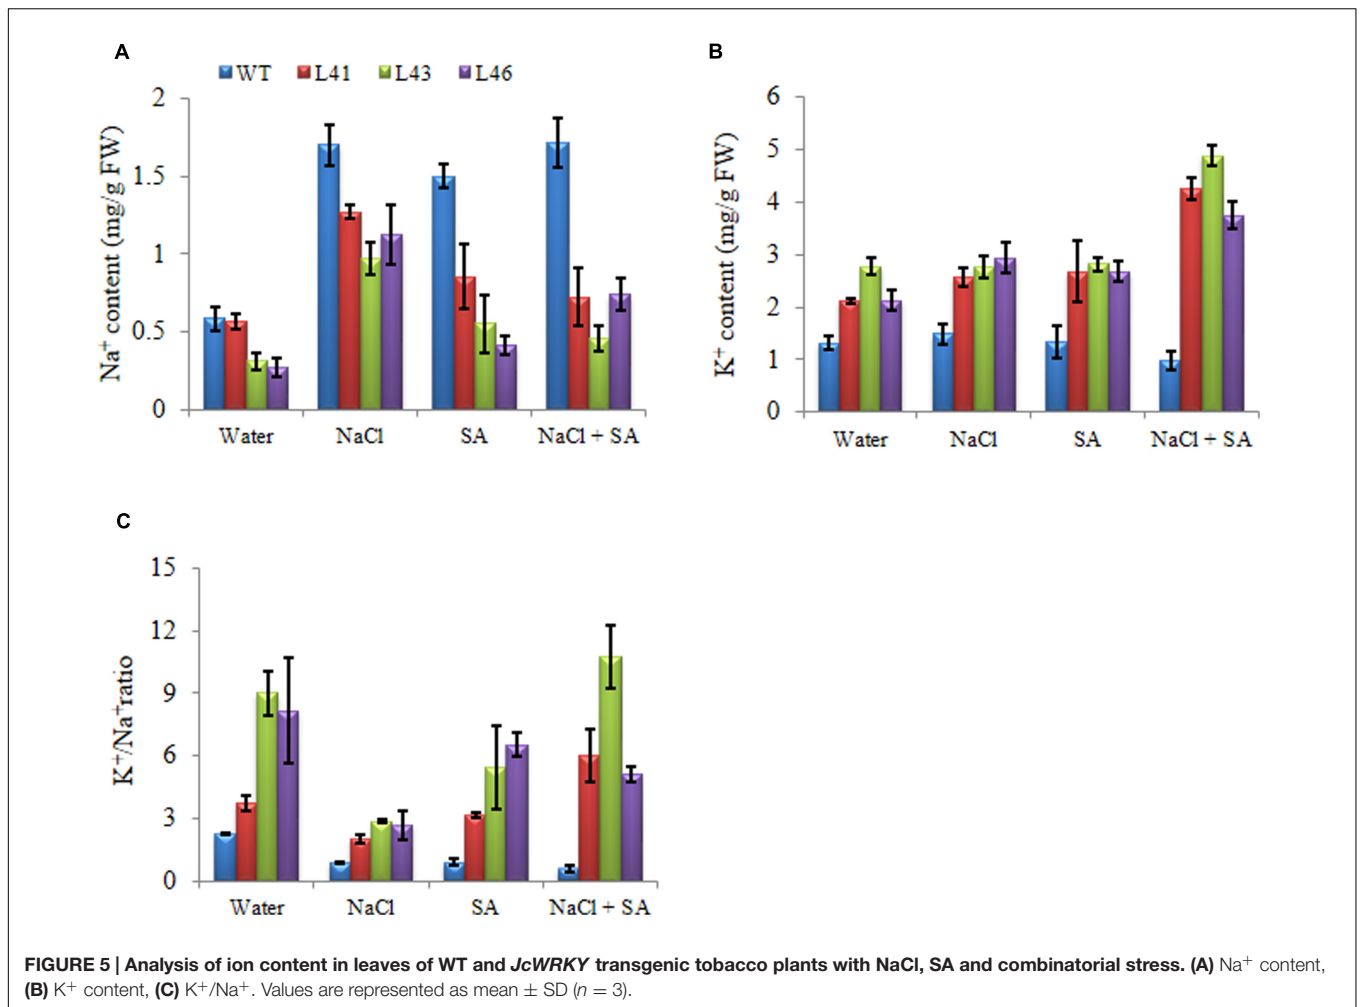 A
WT L41 L43 L46
Na⁺ content (mg/g FW)
2
1.5
1
0.5
0
Water NaCl SA NaCl + SA
B
K⁺ content (mg/g FW)
6
5
4
3
2
1
0
Water NaCl SA NaCl + SA
C
K⁺/Na⁺ratio
15
12
9
6
3
0
Water NaCl SA NaCl + SA
FIGURE 5 | Analysis of ion content in leaves of WT and JcWRKY transgenic tobacco plants with NaCl, SA and combinatorial stress. (A) Na⁺ content,
(B) K⁺ content, (C) K⁺/Na⁺. Values are represented as mean ± SD (n = 3).